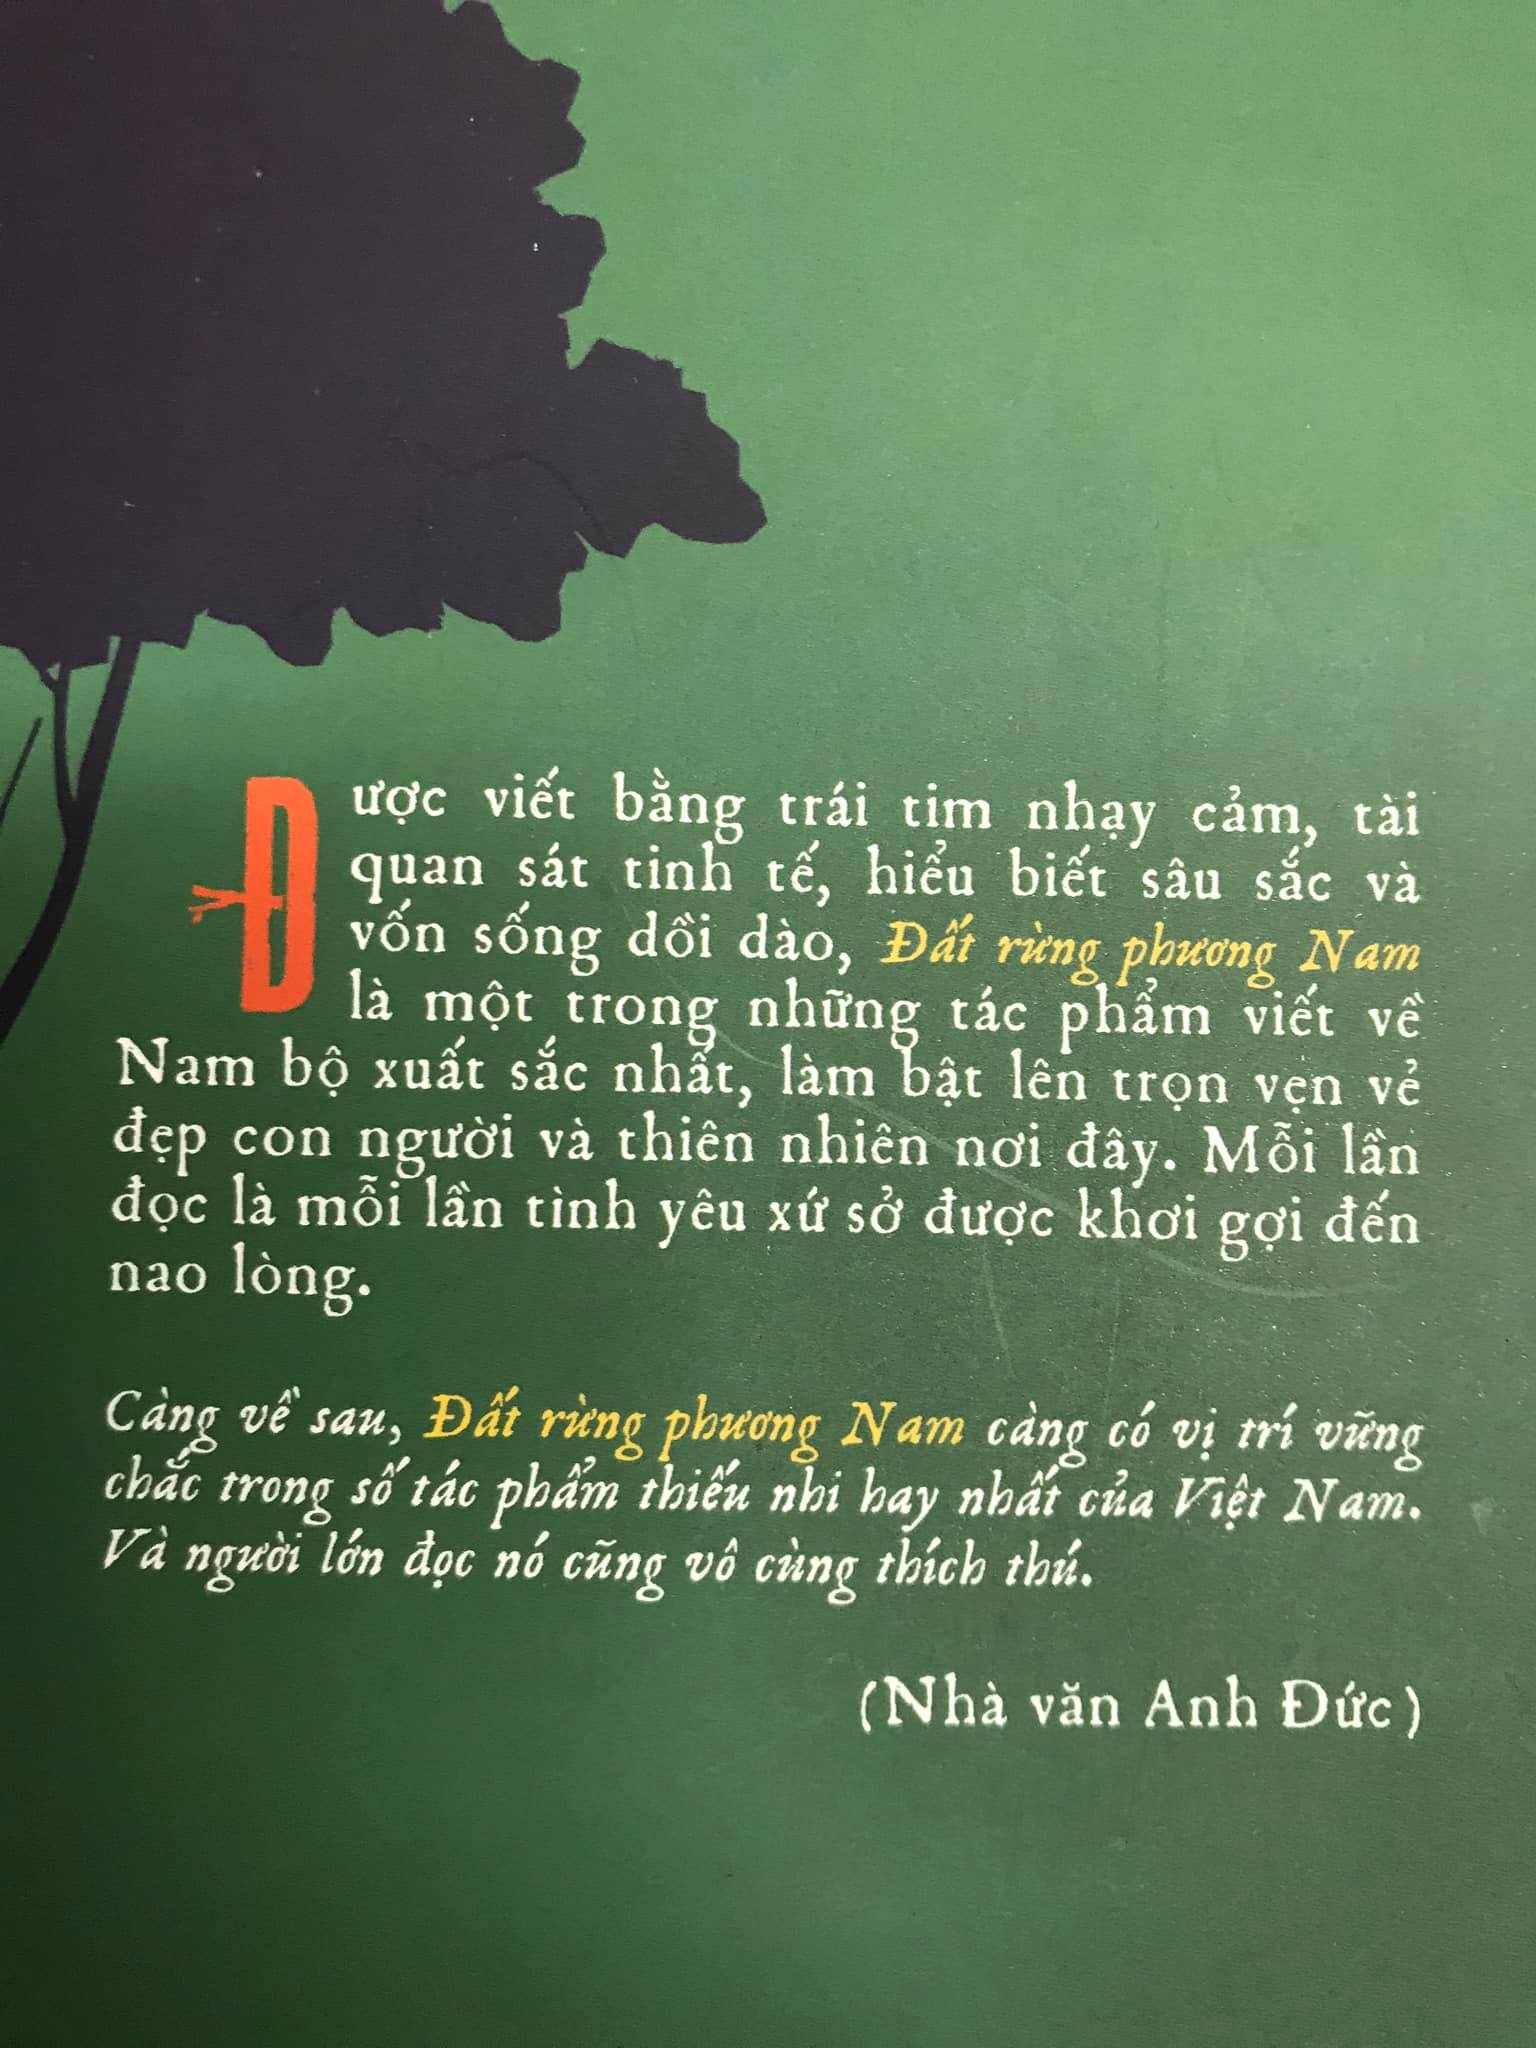 Được viết bằng trái tim nhạy cảm, tài
quan sát tinh tế, hiểu biết sâu sắc và
vốn sống dồi dào, Đất rừng phương Nam
là một trong những tác phẩm viết về
Nam bộ xuất sắc nhất, làm bật lên trọn vẹn vẻ
đẹp con người và thiên nhiên nơi đây. Mỗi lần
đọc là mỗi lần tình yêu xứ sở được khơi gợi đến
nao lòng.
Càng về sau, Đất rừng phương Nam càng có vị trí vững
chắc trong số tác phẩm thiếu nhi hay nhất của Việt Nam.
Và người lớn đọc nó cũng vô cùng thích thú.
(Nhà văn Anh Đức)